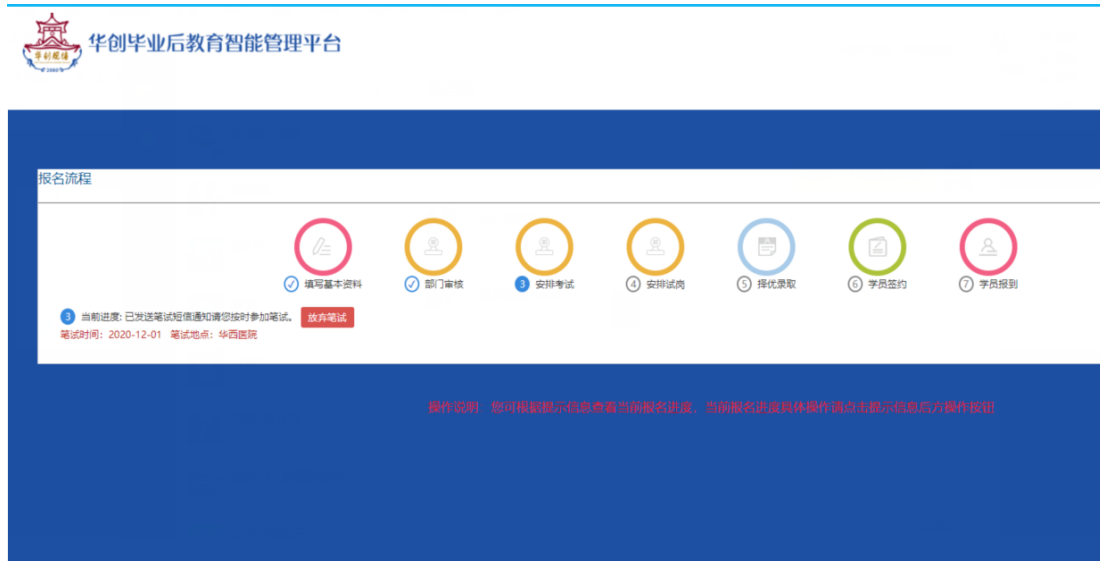 华创毕业后教育智能管理平台
报名流程
填写基本资料 部门审核 3 安排考试 4 安排试岗 5 择优录取 6 学员签约 7 学员报到
3 当前进度: 已发送笔试短信通知请您按时参加笔试。 放弃笔试
笔试时间：2020-12-01 笔试地点：华西医院
操作说明 您可根据提示信息查看当前报名进度，当前报名进度具体操作请点击提示信息后方操作按钮